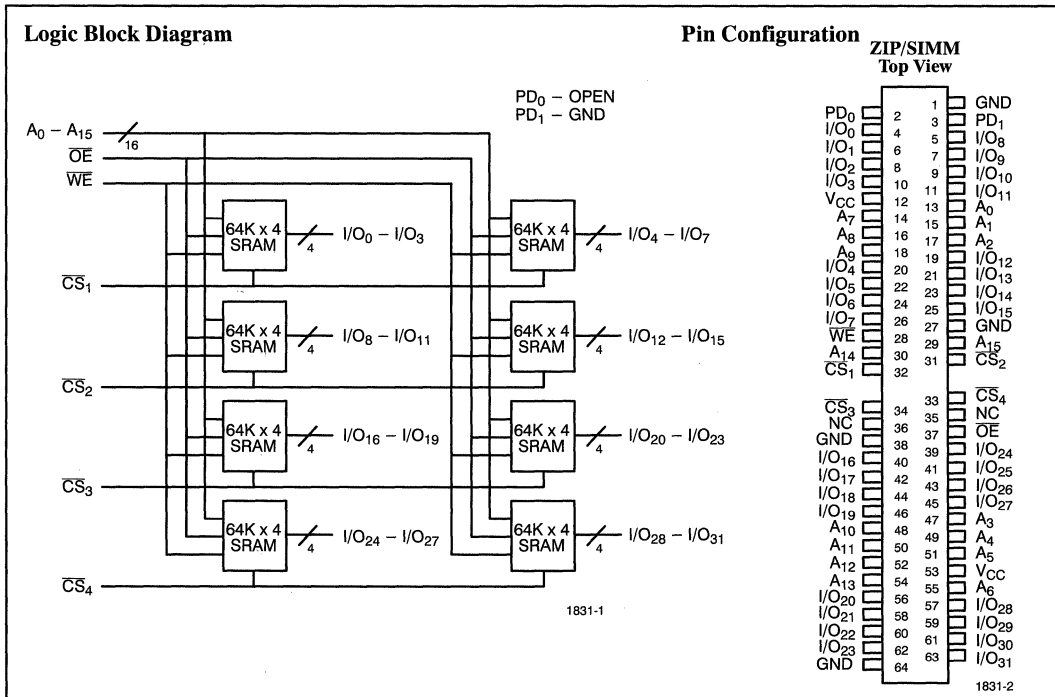 Logic Block Diagram
PD0 – OPEN
PD1 – GND
A0 – A15
16
OE
WE
64K x 4 SRAM
4
I/O0 – I/O3
64K x 4 SRAM
4
I/O4 – I/O7
CS1
64K x 4 SRAM
4
I/O8 – I/O11
64K x 4 SRAM
4
I/O12 – I/O15
CS2
64K x 4 SRAM
4
I/O16 – I/O19
64K x 4 SRAM
4
I/O20 – I/O23
CS3
64K x 4 SRAM
4
I/O24 – I/O27
64K x 4 SRAM
4
I/O28 – I/O31
CS4
1831-1
Pin Configuration
ZIP/SIMM
Top View
1 GND
PD0 2
3 PD1
I/O0 4
5 I/O8
I/O1 6
7 I/O9
I/O2 8
9 I/O10
I/O3 10
11 I/O11
VCC 12
13 A0
A7 14
15 A1
A8 16
17 A2
A9 18
19 I/O12
I/O4 20
21 I/O13
I/O5 22
23 I/O14
I/O6 24
25 I/O15
I/O7 26
27 GND
WE 28
29 A15
A14 30
31 CS2
CS1 32
33 CS4
CS3 34
35 NC
NC 36
37 OE
GND 38
39 I/O24
I/O16 40
41 I/O25
I/O17 42
43 I/O26
I/O18 44
45 I/O27
I/O19 46
47 A3
A10 48
49 A4
A11 50
51 A5
A12 52
53 VCC
A13 54
55 A6
I/O20 56
57 I/O28
I/O21 58
59 I/O29
I/O22 60
61 I/O30
I/O23 62
63 I/O31
GND 64
1831-2